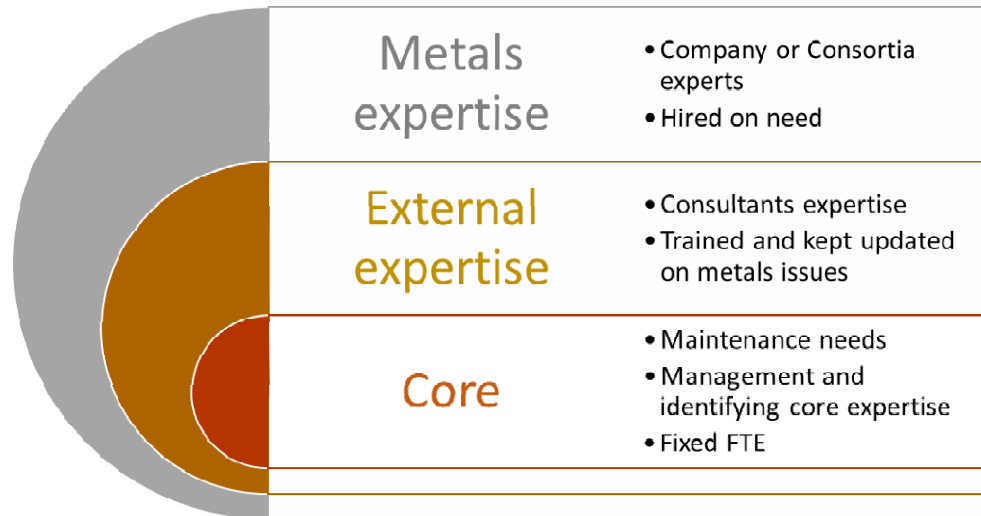 Metals
expertise
• Company or Consortia
experts
• Hired on need
External
expertise
• Consultants expertise
• Trained and kept updated
on metals issues
Core
• Maintenance needs
• Management and
identifying core expertise
• Fixed FTE